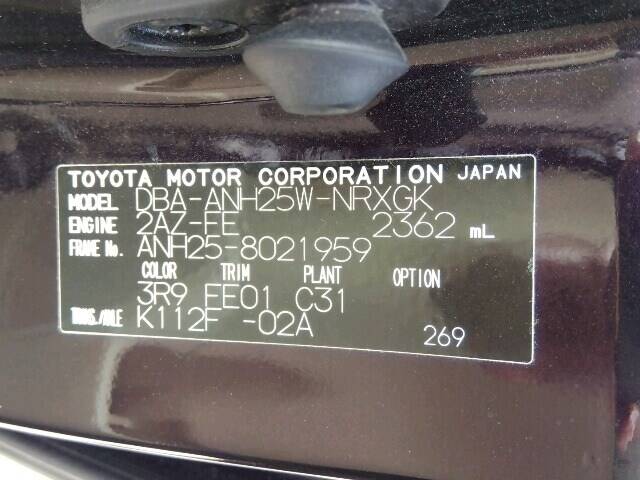 TOYOTA MOTOR CORPORATION JAPAN
MODEL DBA-ANH25W-NRXGK
ENGINE 2AZ-FE 2362 mL
FRAME No. ANH25-8021959
COLOR TRIM PLANT OPTION
3R9 EE01 C31
TRANS./AXLE K112F -02A
269